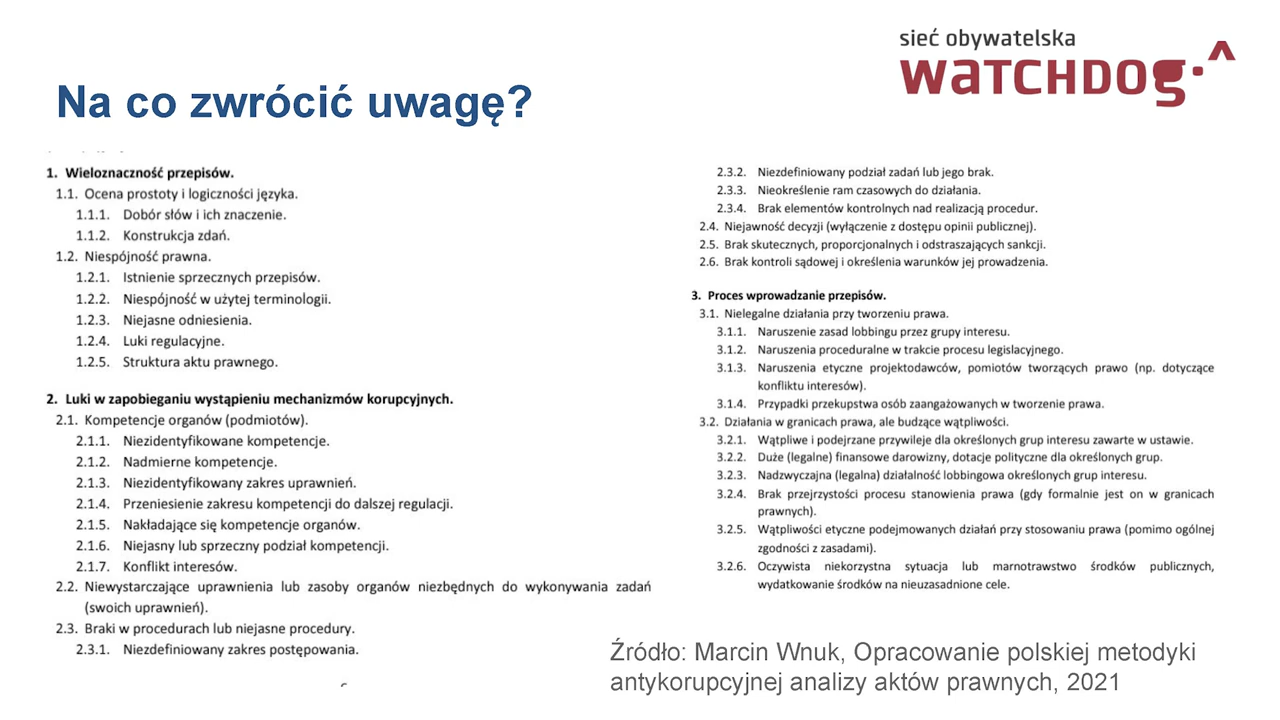 sieć obywatelska
WATCHDOG
Na co zwrócić uwagę?
1. Wieloznaczność przepisów.
1.1. Ocena prostoty i logiczności języka.
1.1.1. Dobór słów i ich znaczenie.
1.1.2. Konstrukcja zdań.
1.2. Niespójność prawna.
1.2.1. Istnienie sprzecznych przepisów.
1.2.2. Niespójność w użytej terminologii.
1.2.3. Niejasne odniesienia.
1.2.4. Luki regulacyjne.
1.2.5. Struktura aktu prawnego.
2. Luki w zapobieganiu wystąpieniu mechanizmów korupcyjnych.
2.1. Kompetencje organów (podmiotów).
2.1.1. Niezidentyfikowane kompetencje.
2.1.2. Nadmierne kompetencje.
2.1.3. Niezidentyfikowany zakres uprawnień.
2.1.4. Przeniesienie zakresu kompetencji do dalszej regulacji.
2.1.5. Nakładające się kompetencje organów.
2.1.6. Niejasny lub sprzeczny podział kompetencji.
2.1.7. Konflikt interesów.
2.2. Niewystarczające uprawnienia lub zasoby organów niezbędnych do wykonywania zadań
(swoich uprawnień).
2.3. Braki w procedurach lub niejasne procedury.
2.3.1. Niezdefiniowany zakres postępowania.
2.3.2. Niezdefiniowany podział zadań lub jego brak.
2.3.3. Nieokreślenie ram czasowych do działania.
2.3.4. Brak elementów kontrolnych nad realizacją procedur.
2.4. Niejawność decyzji (wyłączenie z dostępu opinii publicznej).
2.5. Brak skutecznych, proporcjonalnych i odstraszających sankcji.
2.6. Brak kontroli sądowej i określenia warunków jej prowadzenia.
3. Proces wprowadzanie przepisów.
3.1. Nielegalne działania przy tworzeniu prawa.
3.1.1. Naruszenie zasad lobbingu przez grupy interesu.
3.1.2. Naruszenia proceduralne w trakcie procesu legislacyjnego.
3.1.3. Naruszenia etyczne projektodawców, pomiotów tworzących prawo (np. dotyczące
konfliktu interesów).
3.1.4. Przypadki przekupstwa osób zaangażowanych w tworzenie prawa.
3.2. Działania w granicach prawa, ale budzące wątpliwości.
3.2.1. Wątpliwe i podejrzane przywileje dla określonych grup interesu zawarte w ustawie.
3.2.2. Duże (legalne) finansowe darowizny, dotacje polityczne dla określonych grup.
3.2.3. Nadzwyczajna (legalna) działalność lobbingowa określonych grup interesu.
3.2.4. Brak przejrzystości procesu stanowienia prawa (gdy formalnie jest on w granicach
prawnych).
3.2.5. Wątpliwości etyczne podejmowanych działań przy stosowaniu prawa (pomimo ogólnej
zgodności z zasadami).
3.2.6. Oczywista niekorzystna sytuacja lub marnotrawstwo środków publicznych,
wydatkowanie środków na nieuzasadnione cele.
Źródło: Marcin Wnuk, Opracowanie polskiej metodyki
antykorupcyjnej analizy aktów prawnych, 2021